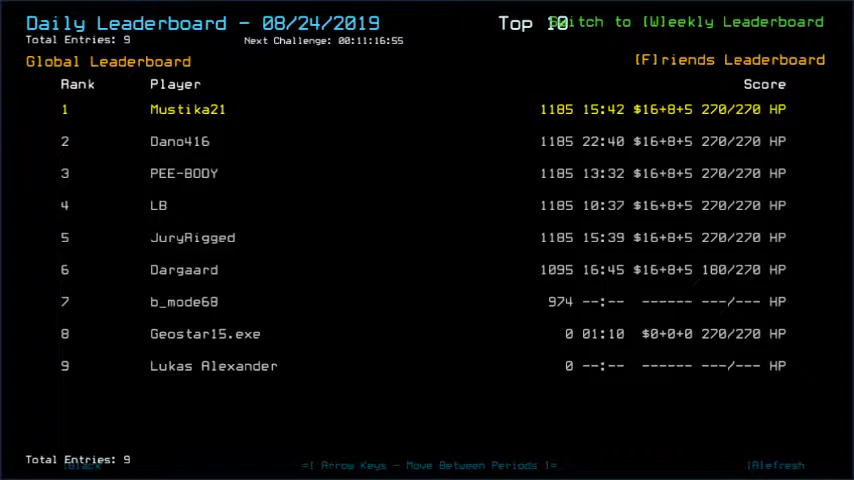 Daily Leaderboard - 08/24/2019 Top 10 Switch to [W]eekly Leaderboard
Total Entries: 9 Next Challenge: 00:11:16:55
Global Leaderboard [F]riends Leaderboard
Rank Player Score
1 Mustika21 1185 15:42 $16+8+5 270/270 HP
2 Dano416 1185 22:40 $16+8+5 270/270 HP
3 PEE-BODY 1185 13:32 $16+8+5 270/270 HP
4 LB 1185 10:37 $16+8+5 270/270 HP
5 JuryRigged 1185 15:39 $16+8+5 270/270 HP
6 Dargaard 1095 16:45 $16+8+5 180/270 HP
7 b_mode68 974 --:-- ------ ---/--- HP
8 Geostar15.exe 0 01:10 $0+0+0 270/270 HP
9 Lukas Alexander 0 --:-- ------ ---/--- HP
Total Entries: 9
[B]ack =[ Arrow Keys - Move Between Periods ]= [R]efresh